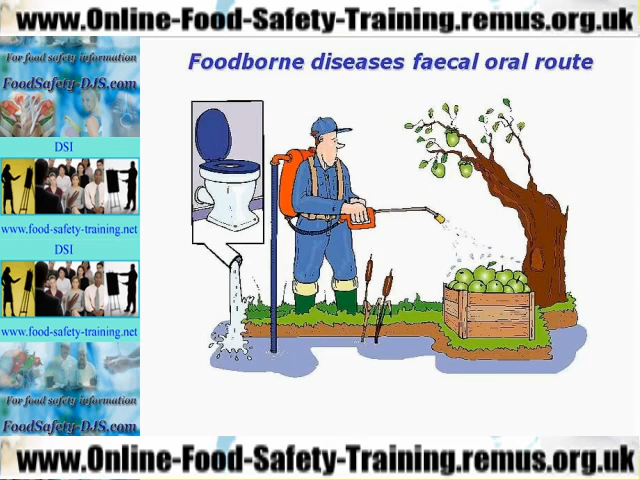 www.Online-Food-Safety-Training.remus.org.uk
For food safety information
FoodSafety-DJS.com
DSI
www.food-safety-training.net
DSI
www.food-safety-training.net
For food safety information
FoodSafety-DJS.com
Foodborne diseases faecal oral route
www.Online-Food-Safety-Training.remus.org.uk